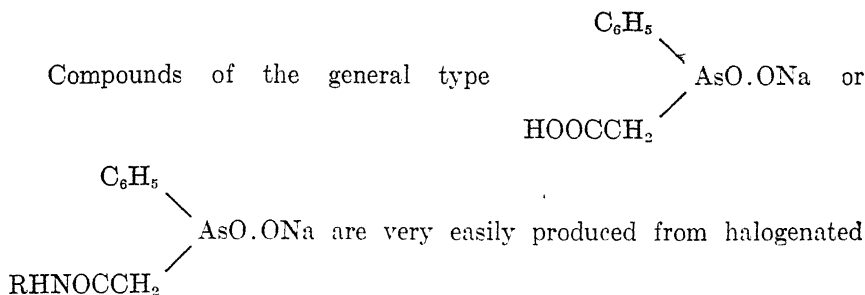 C₆H₅
Compounds of the general type AsO.ONa or
HOOCCH₂
C₆H₅
AsO.ONa are very easily produced from halogenated
RHNOCCH₂